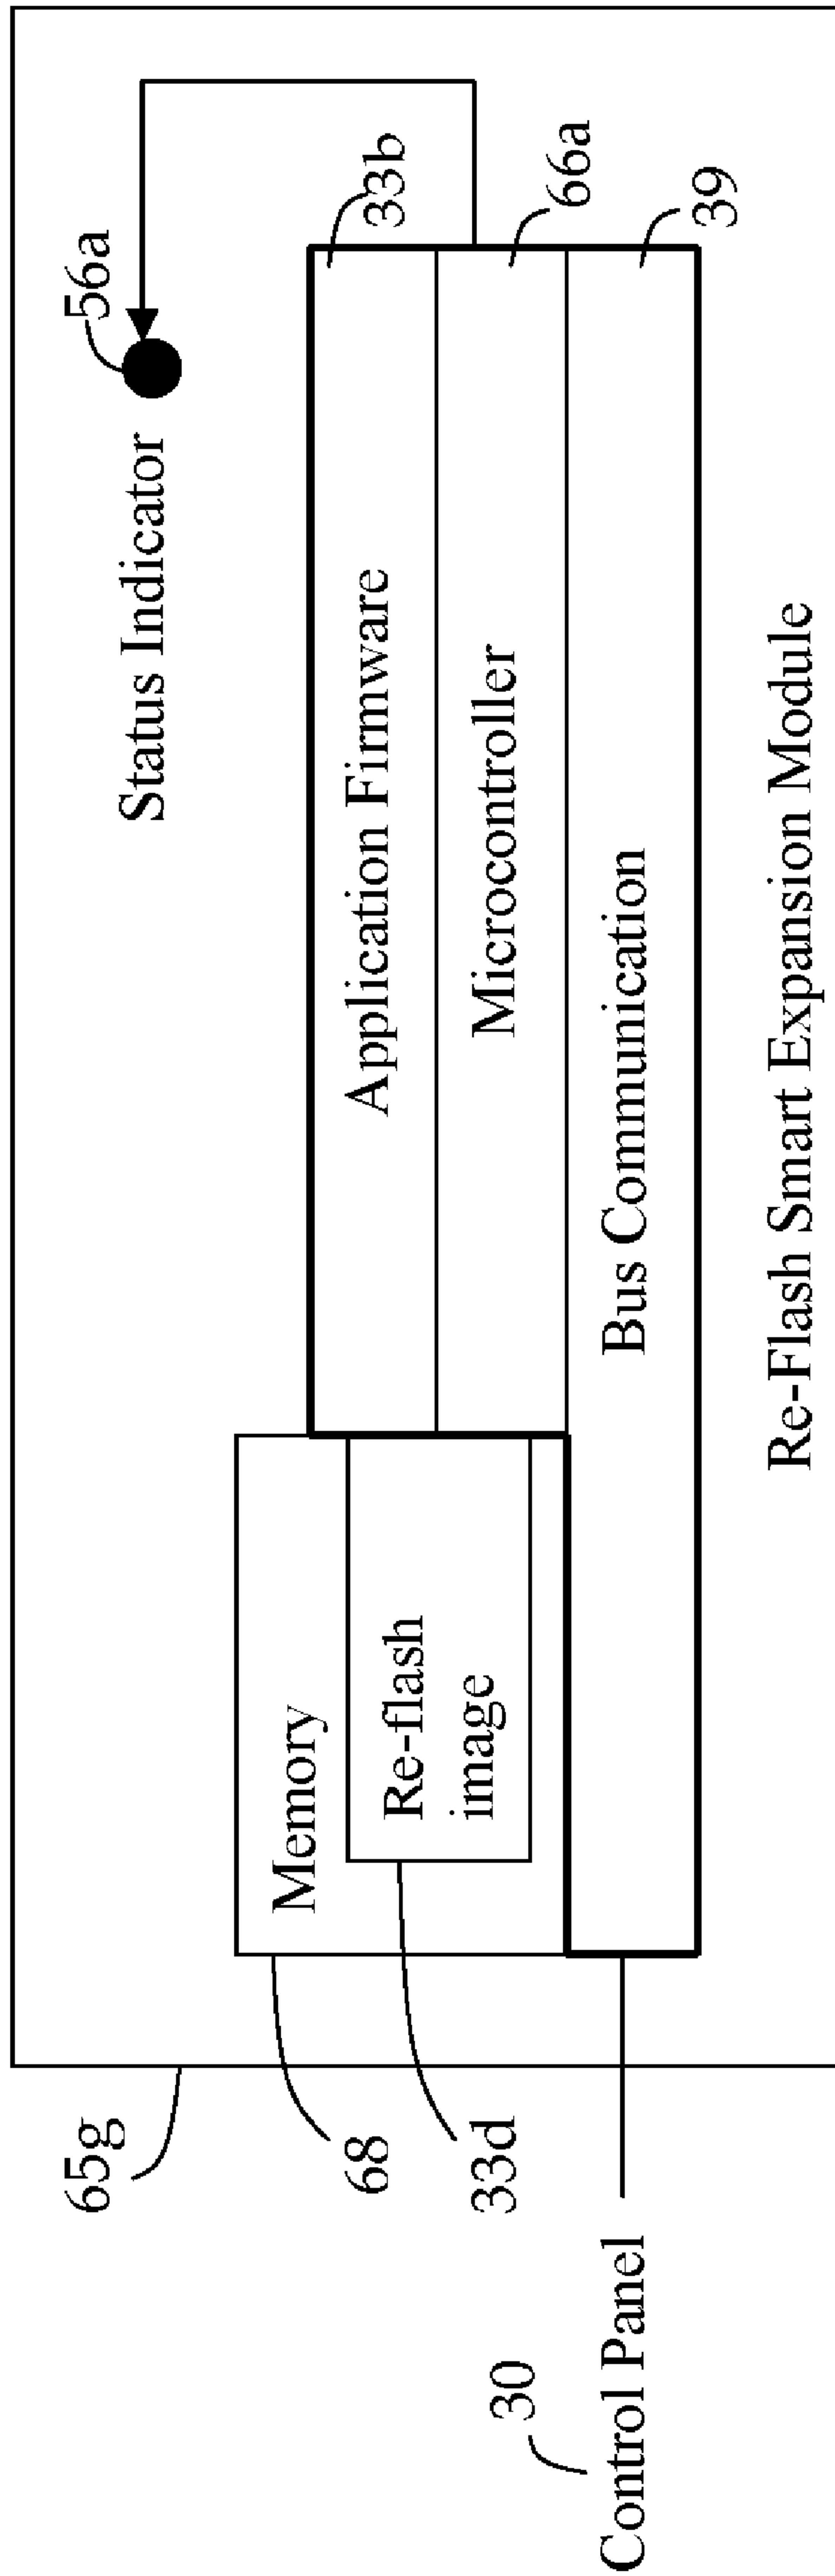 56a
Status Indicator
33b
Application Firmware
66a
Microcontroller
39
Bus Communication
Memory
Re-flash
image
65g
68
33d
30
Control Panel
Re-Flash Smart Expansion Module